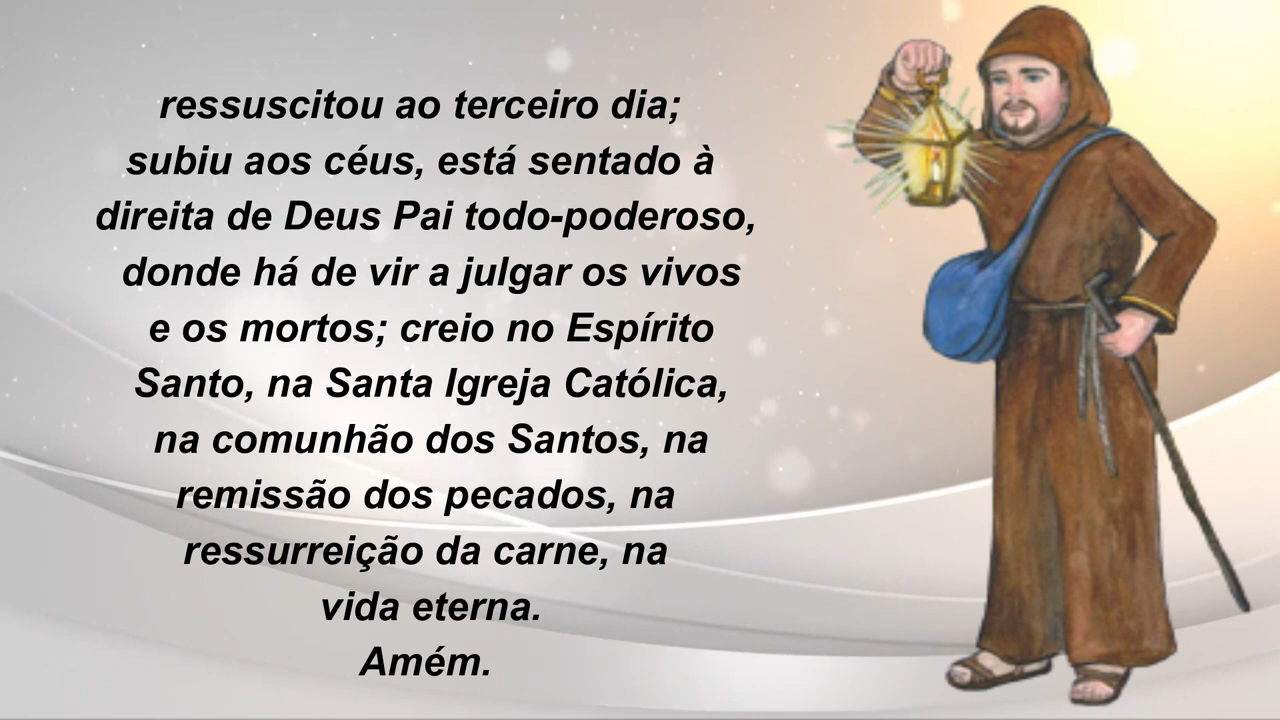 ressuscitou ao terceiro dia;
subiu aos céus, está sentado à
direita de Deus Pai todo-poderoso,
donde há de vir a julgar os vivos
e os mortos; creio no Espírito
Santo, na Santa Igreja Católica,
na comunhão dos Santos, na
remissão dos pecados, na
ressurreição da carne, na
vida eterna.
Amém.